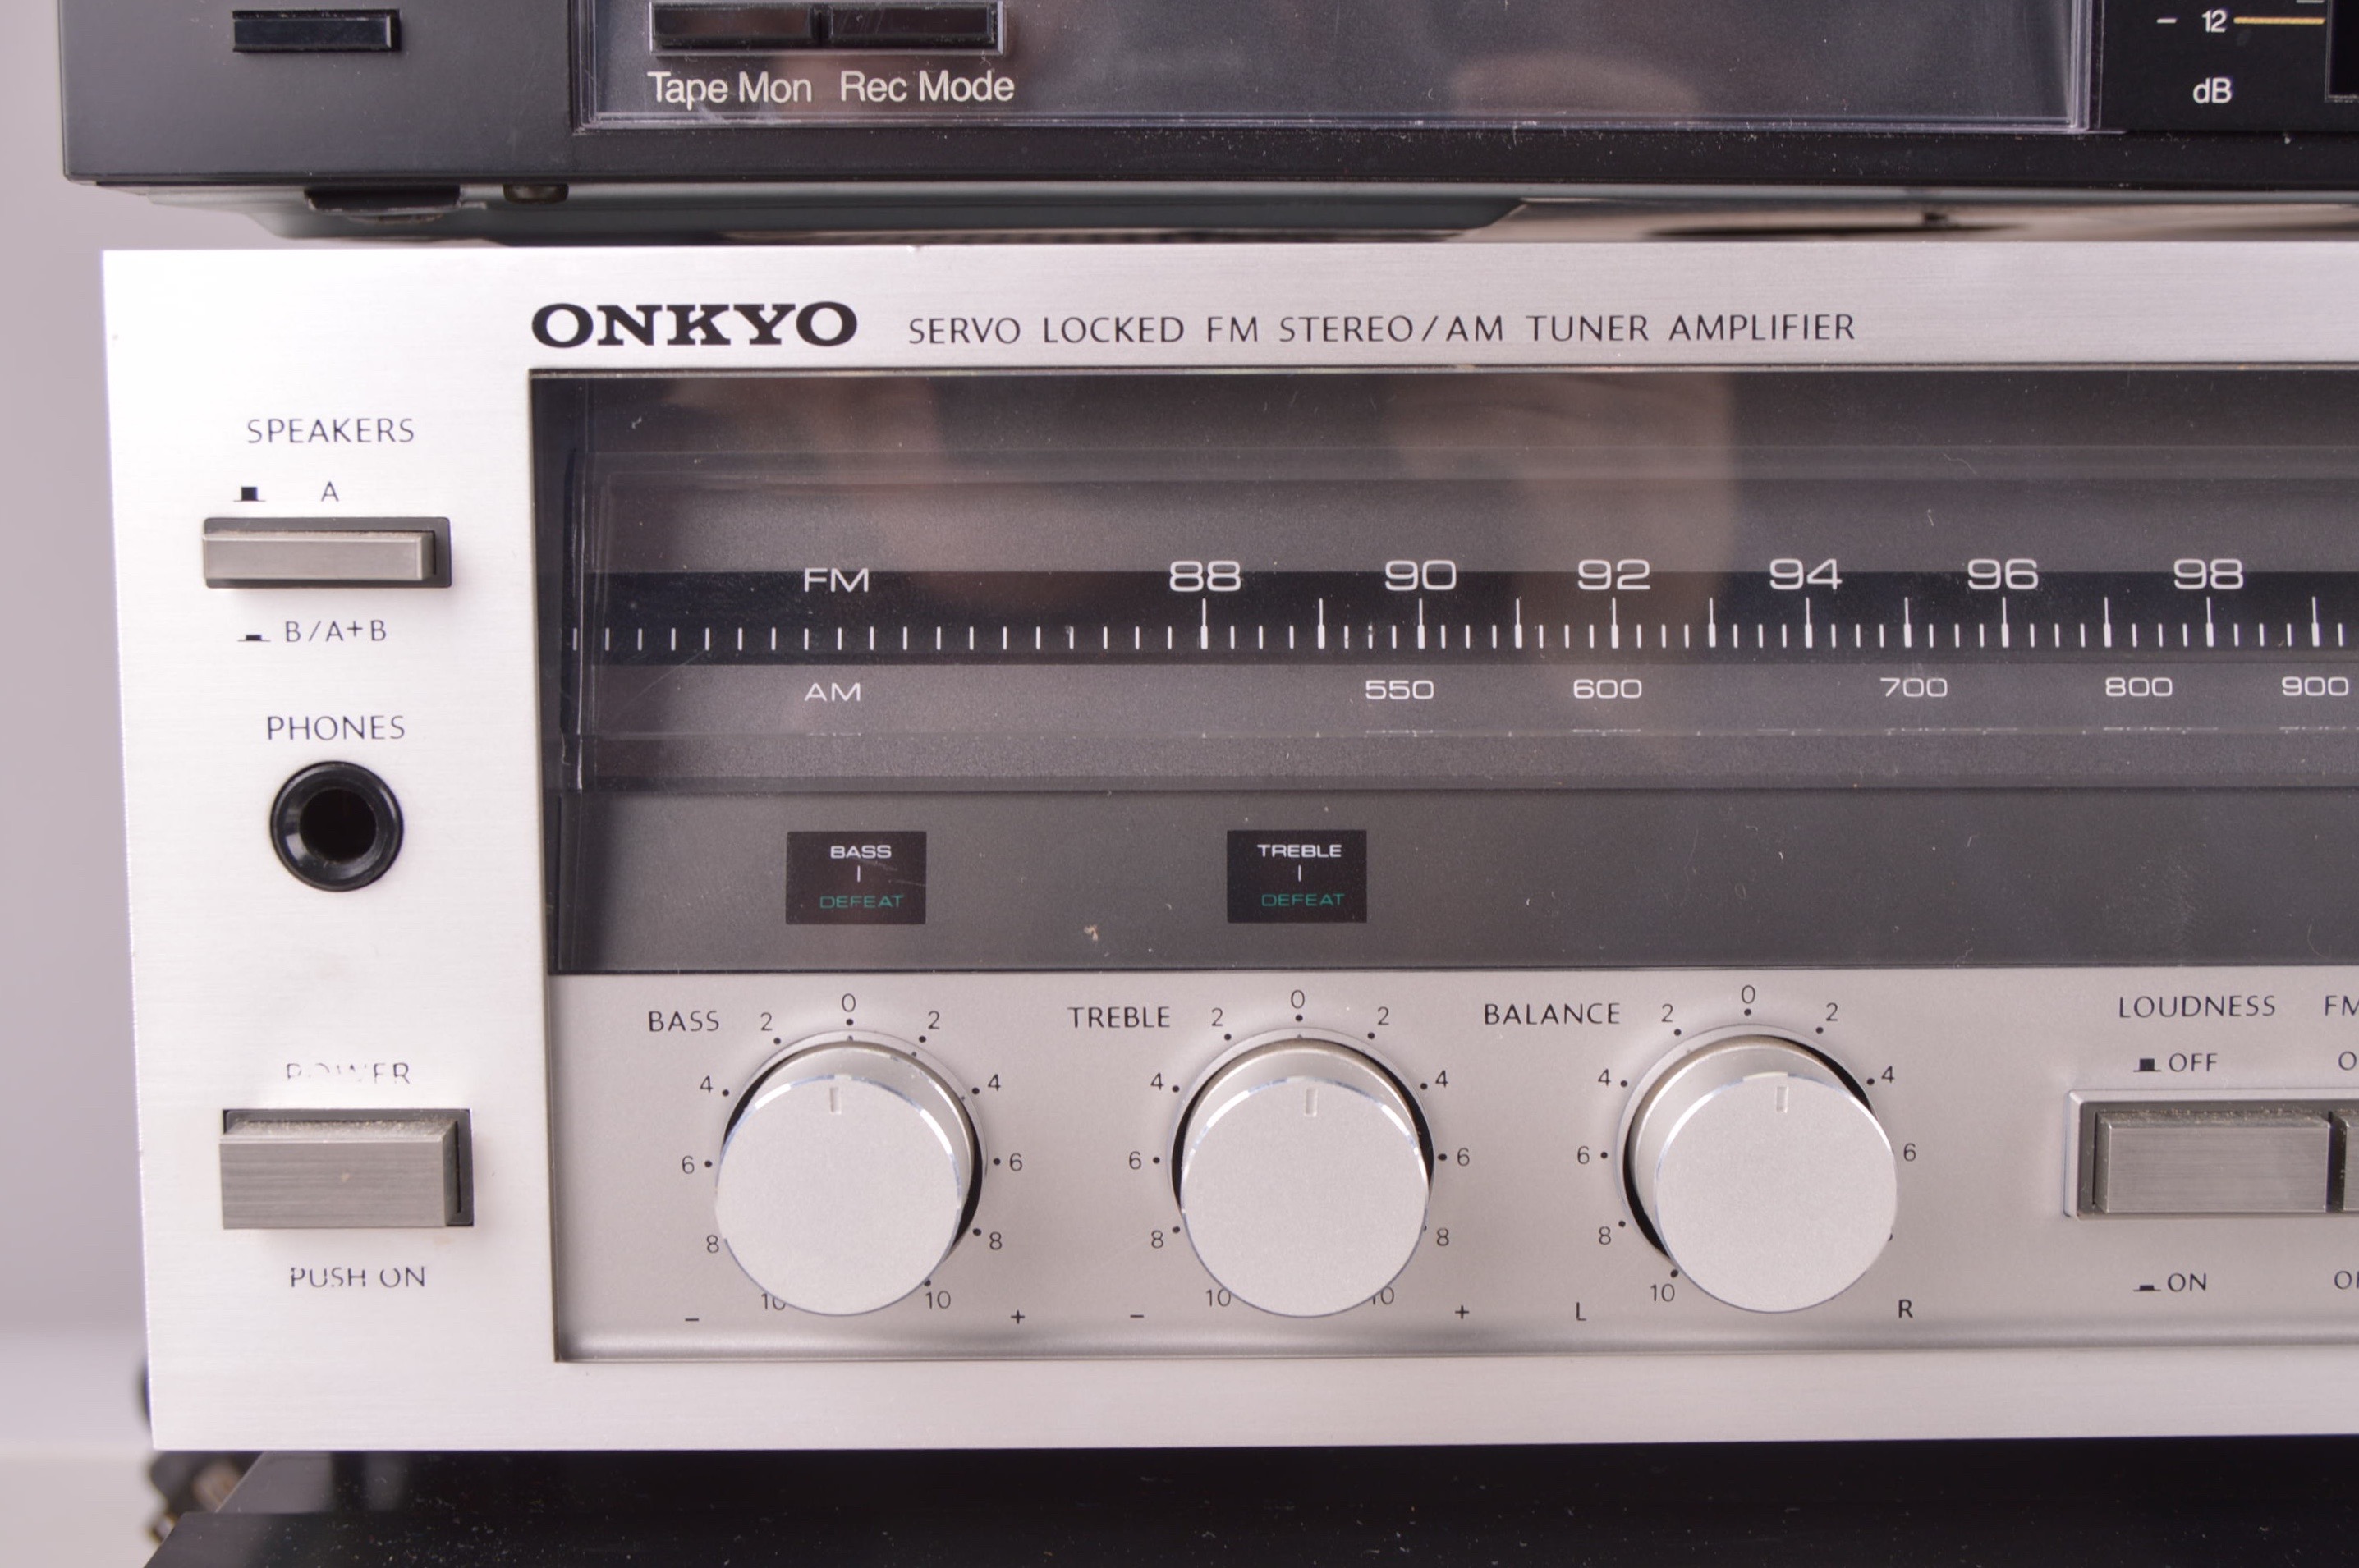 Tape Mon Rec Mode
- 12
dB
ONKYO SERVO LOCKED FM STEREO/AM TUNER AMPLIFIER
SPEAKERS
A
B/A+B
PHONES
POWER
PUSH ON
FM 88 90 92 94 96 98
AM 550 600 700 800 900
BASS
DEFEAT
TREBLE
DEFEAT
BASS
2 0 2
4 4
6 6
8 8
10 10
- +
TREBLE
2 0 2
4 4
6 6
8 8
10 10
- +
BALANCE
2 0 2
4 4
6 6
8
10
L R
LOUDNESS
OFF
ON
FM